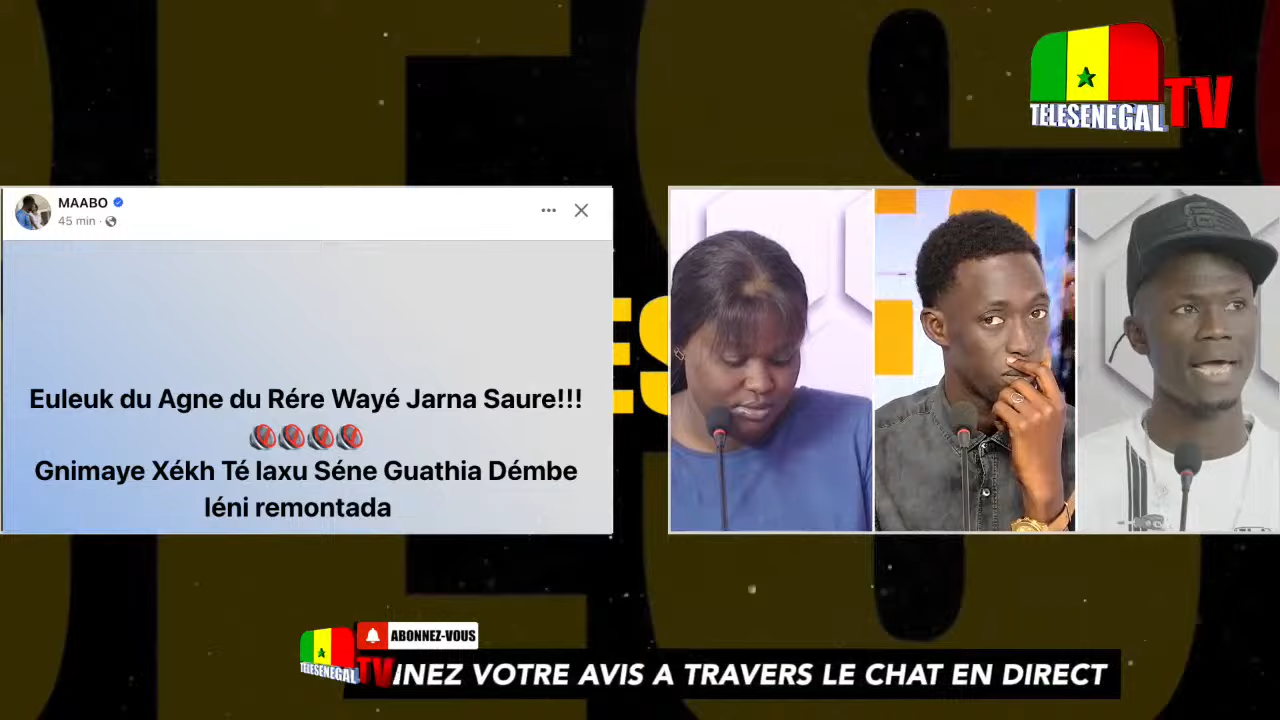 TELESENEGAL TV
MAABO
45 min
Euleuk du Agne du Rére Wayé Jarna Saure!!!
Gnimaye Xékh Té laxu Séne Guathia Démbe
léni remontada
ES
ABONNEZ-VOUS
TELESENEGAL TV
INEZ VOTRE AVIS A TRAVERS LE CHAT EN DIRECT